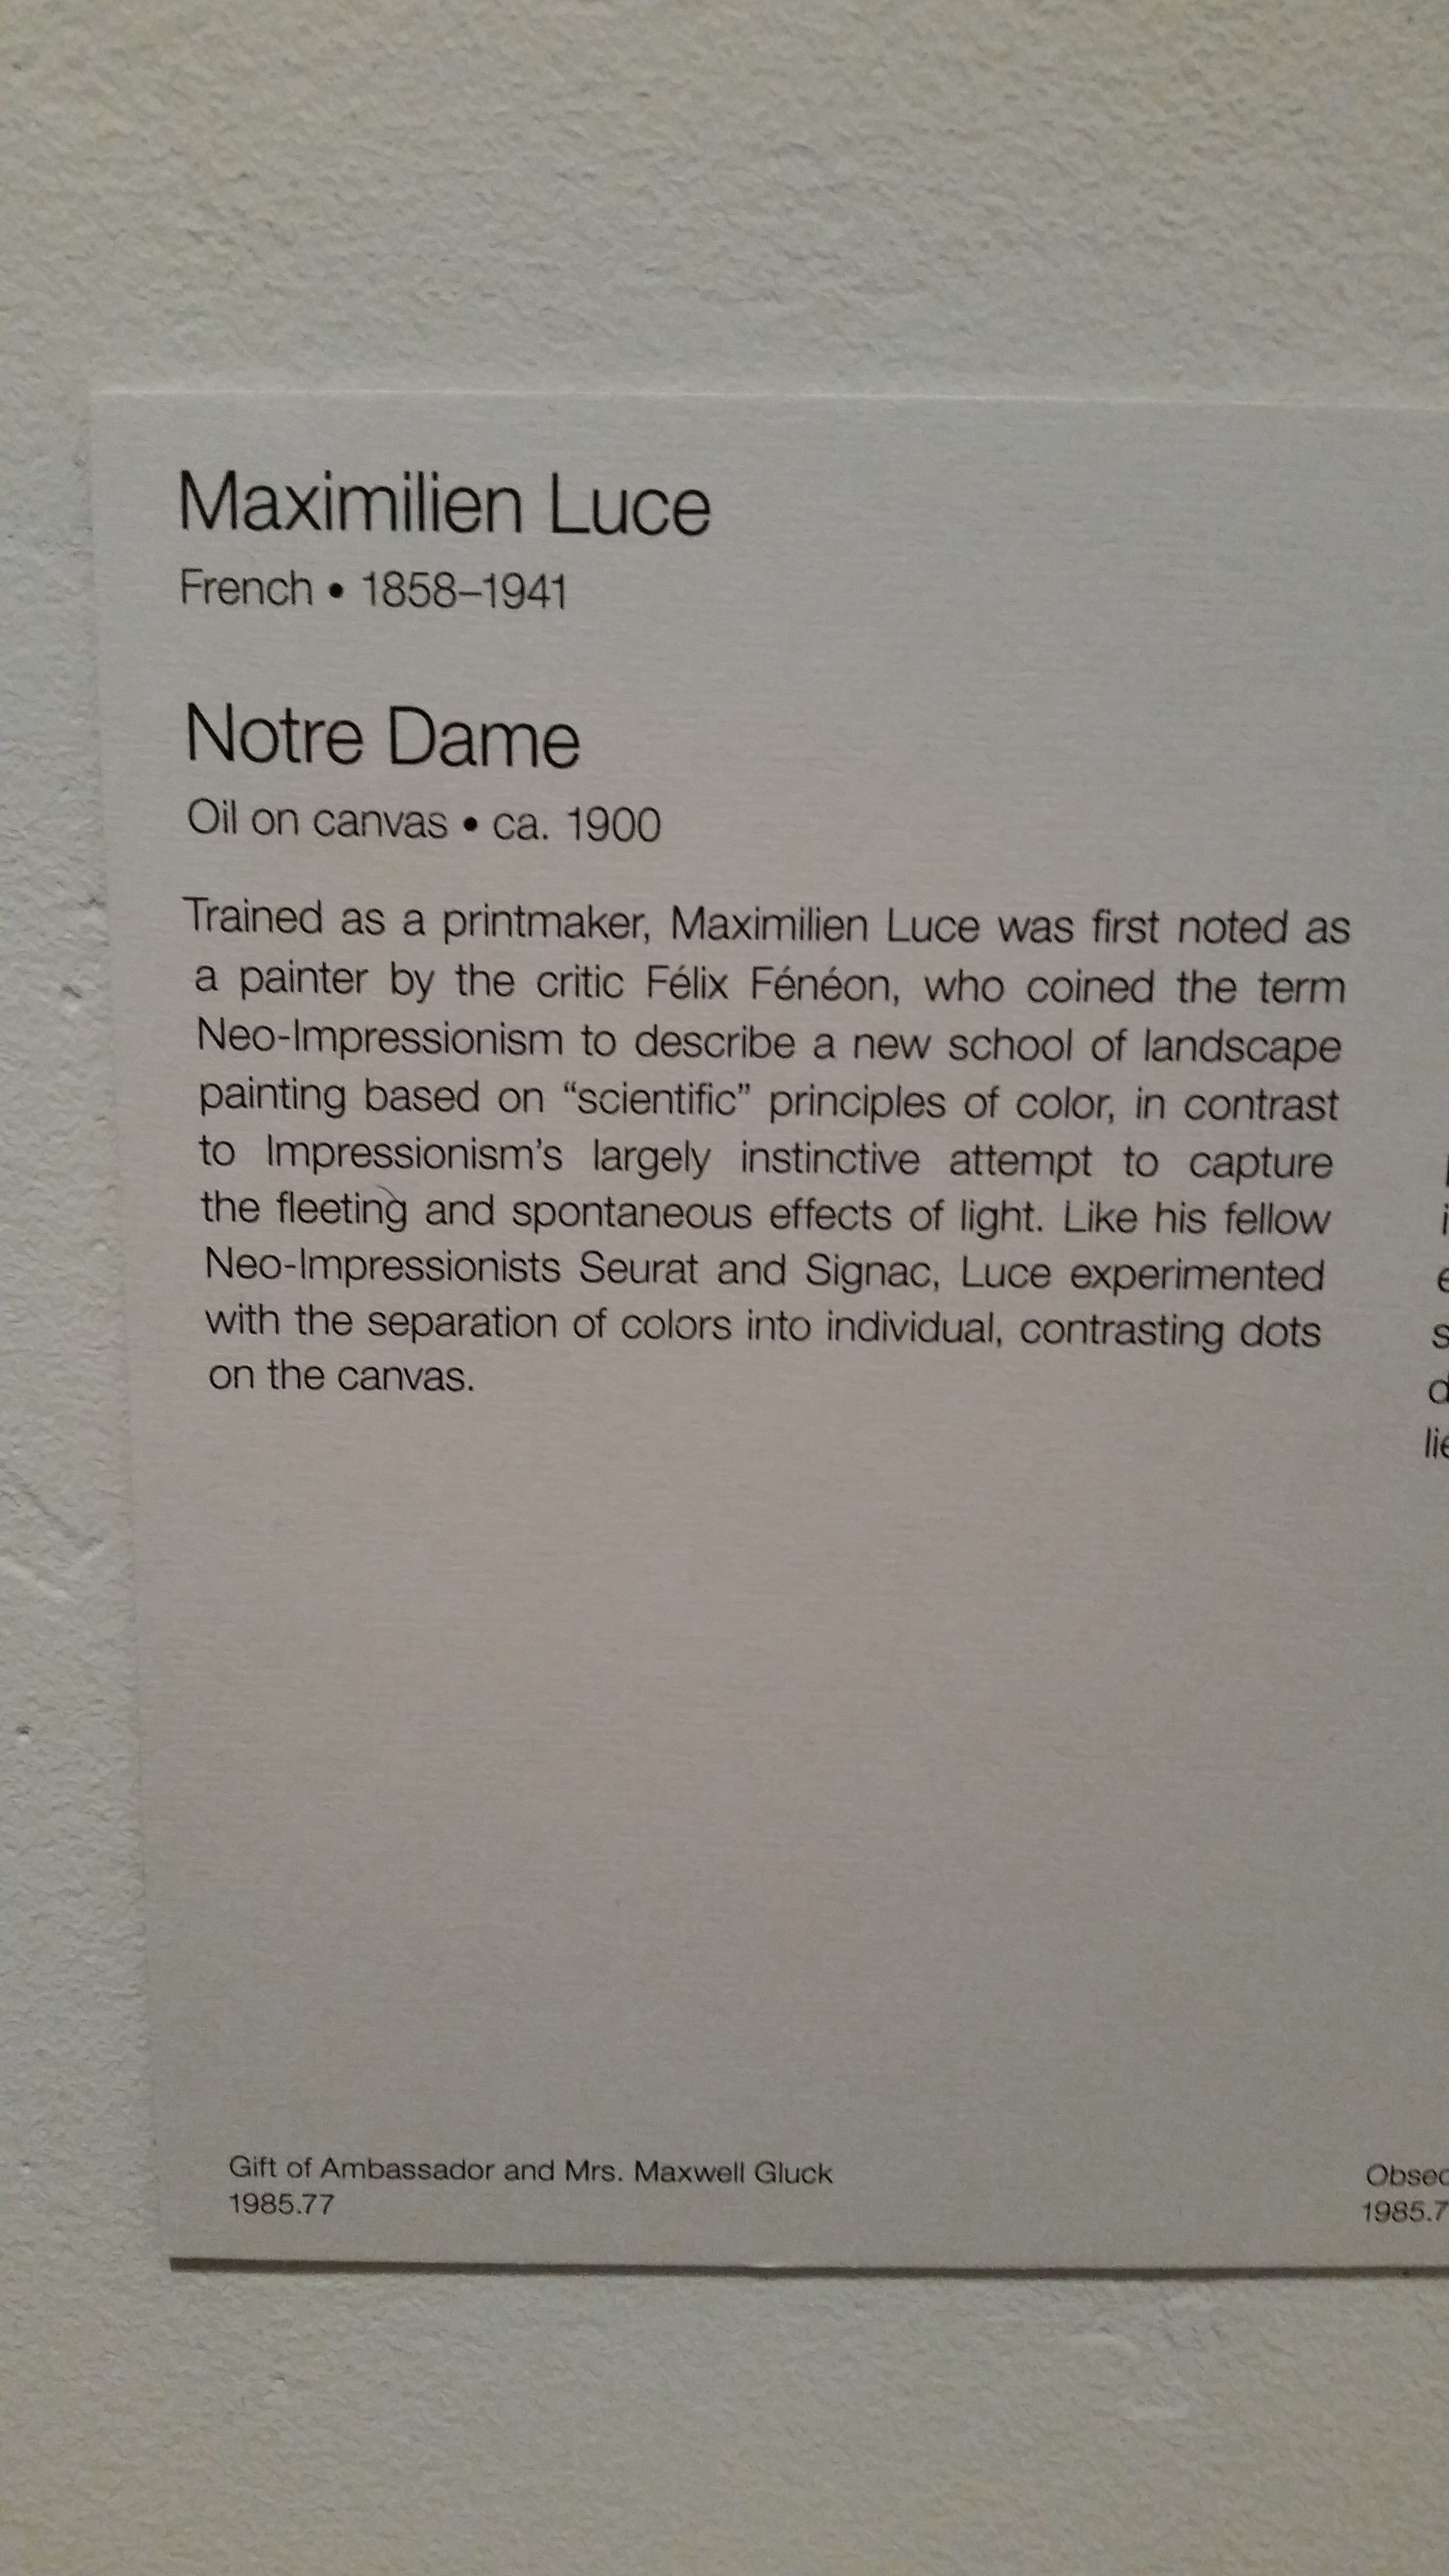 Maximilien Luce
French • 1858–1941
Notre Dame
Oil on canvas • ca. 1900
Trained as a printmaker, Maximilien Luce was first noted as
a painter by the critic Félix Fénéon, who coined the term
Neo-Impressionism to describe a new school of landscape
painting based on “scientific” principles of color, in contrast
to Impressionism’s largely instinctive attempt to capture
the fleeting and spontaneous effects of light. Like his fellow
Neo-Impressionists Seurat and Signac, Luce experimented
with the separation of colors into individual, contrasting dots
on the canvas.
Gift of Ambassador and Mrs. Maxwell Gluck
1985.77